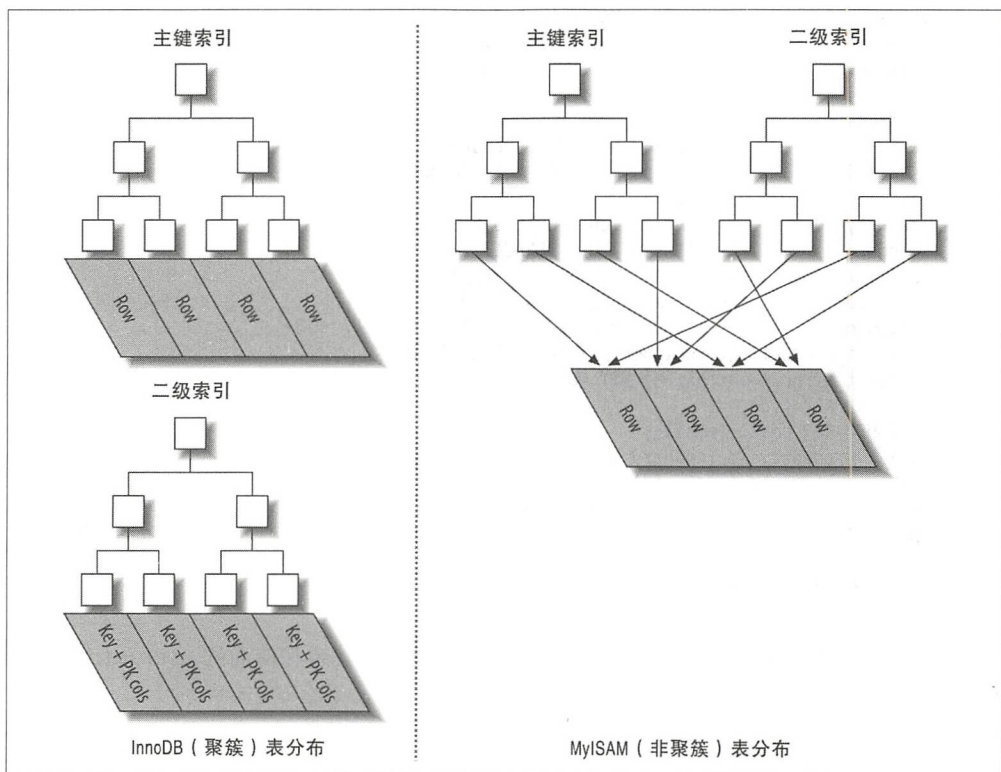 主键索引
Row
Row
Row
Row
二级索引
Key + PK cols
Key + PK cols
Key + PK cols
Key + PK cols
InnoDB（聚簇）表分布
主键索引
二级索引
Row
Row
Row
Row
MyISAM（非聚簇）表分布